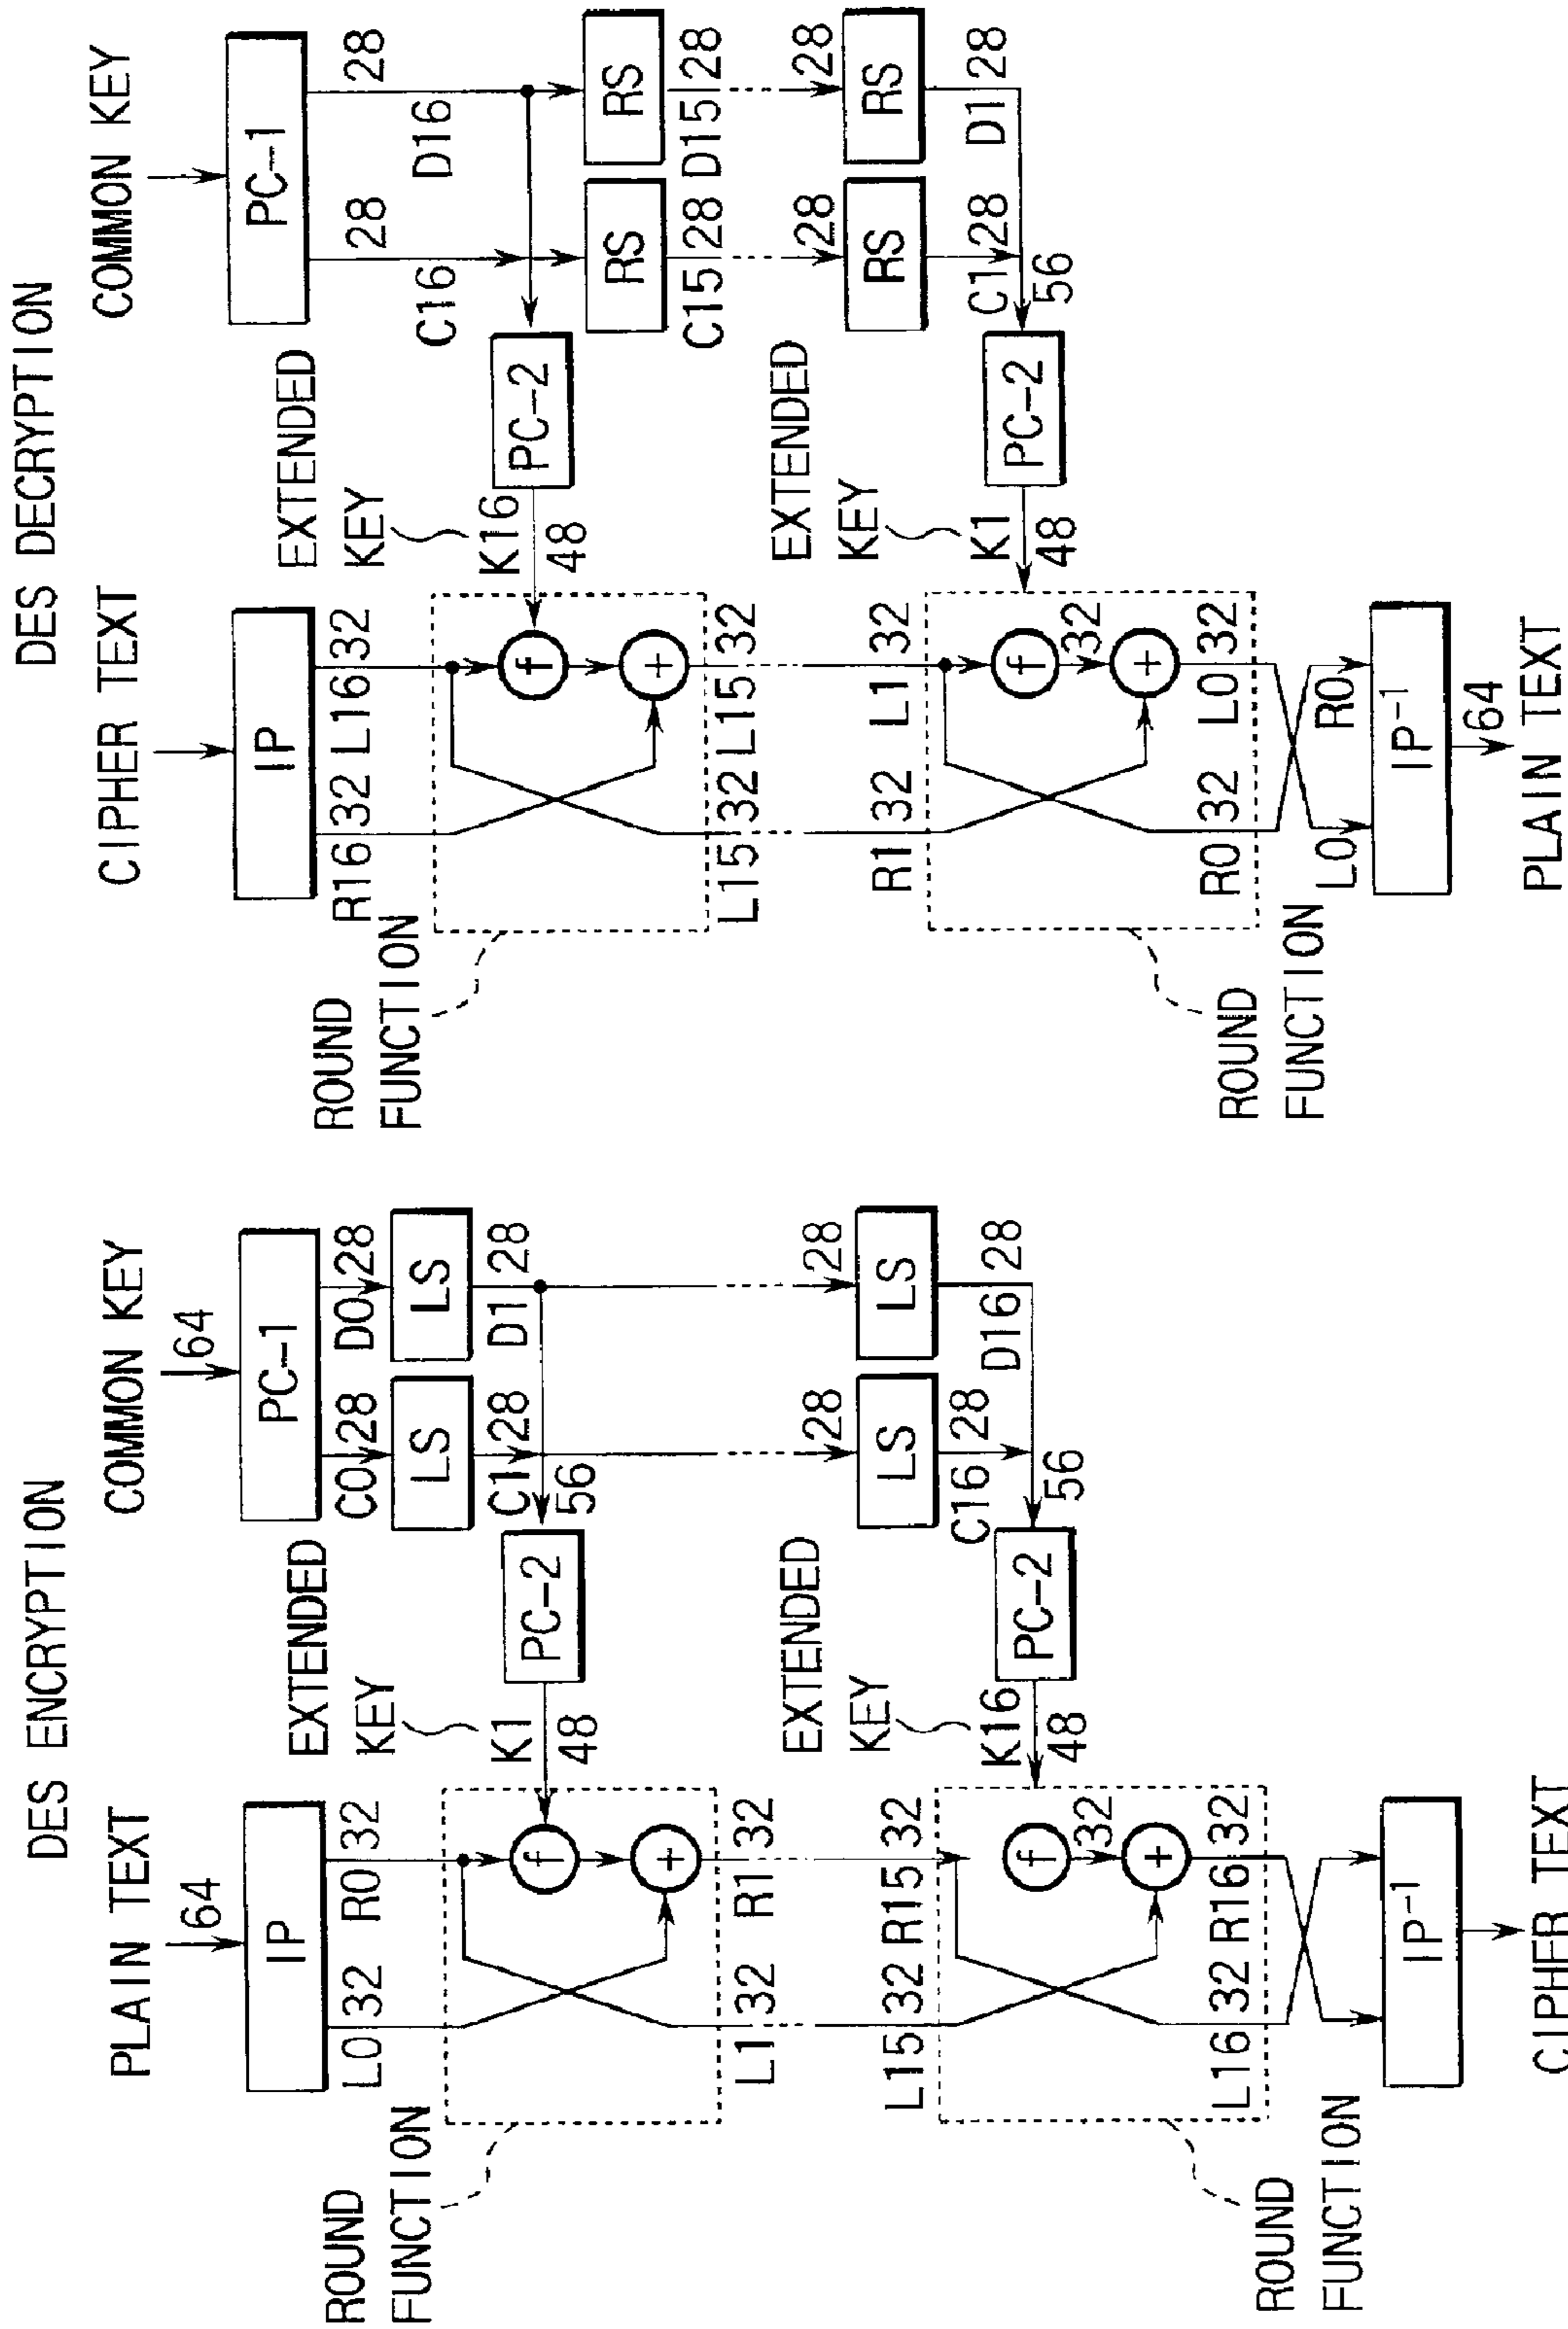 DES ENCRYPTION
PLAIN TEXT
64
IP
L0 32
R0 32
ROUND
FUNCTION
f
+
L1 32
R1 32
L15 32
R15 32
ROUND
FUNCTION
f
32
+
L16 32
R16 32
IP-1
CIPHER TEXT
COMMON KEY
64
PC-1
C0 28
D0 28
LS
LS
C1 28
D1 28
56
EXTENDED
KEY
PC-2
K1
48
28
28
LS
LS
C16 28
D16 28
56
EXTENDED
KEY
PC-2
K16
48
DES DECRYPTION
CIPHER TEXT
IP
R16 32
L16 32
ROUND
FUNCTION
f
+
L15 32
L15 32
R1 32
L1 32
ROUND
FUNCTION
f
32
+
R0 32
L0 32
L0
R0
IP-1
64
PLAIN TEXT
COMMON KEY
PC-1
28
28
C16
D16
EXTENDED
KEY
PC-2
K16
48
RS
RS
C15 28
D15 28
28
28
RS
RS
C1 28
D1 28
56
EXTENDED
KEY
PC-2
K1
48